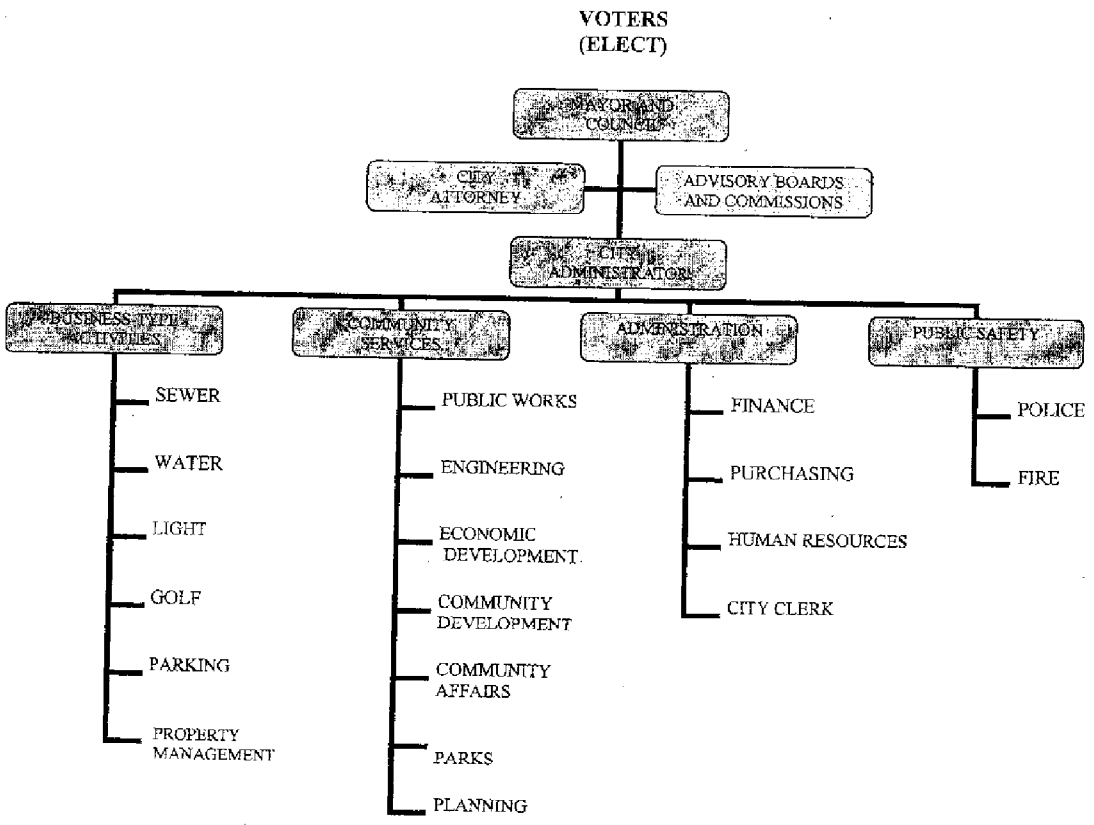 VOTERS
(ELECT)
MAYOR AND
COUNCIL
CITY
ATTORNEY
ADVISORY BOARDS
AND COMMISSIONS
CITY
ADMINISTRATOR
BUSINESS TYPE
ACTIVITIES
COMMUNITY
SERVICES
ADMINISTRATION
PUBLIC SAFETY
SEWER
WATER
LIGHT
GOLF
PARKING
PROPERTY
MANAGEMENT
PUBLIC WORKS
ENGINEERING
ECONOMIC
DEVELOPMENT
COMMUNITY
DEVELOPMENT
COMMUNITY
AFFAIRS
PARKS
PLANNING
FINANCE
PURCHASING
HUMAN RESOURCES
CITY CLERK
POLICE
FIRE